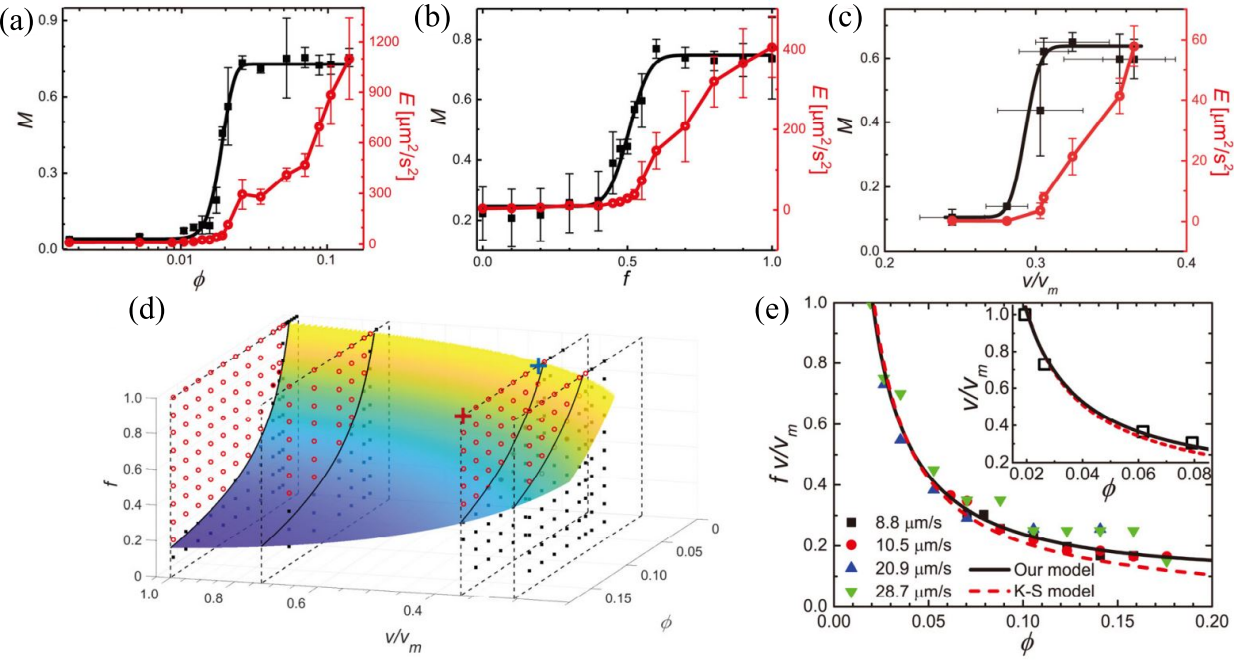 (a)
0.9
0.6
0.3
0.0
M
1200
900
600
300
0
E [μm²/s²]
0.01
0.1
ϕ
(b)
0.8
0.6
0.4
0.2
M
400
200
0
E [μm²/s²]
0.0
0.5
1.0
f
(c)
0.6
0.4
0.2
0.0
M
60
40
20
0
E [μm²/s²]
0.2
0.3
0.4
v/vₘ
(d)
1.0
0.8
0.6
0.4
0.2
0
f
1.0
0.8
0.6
0.4
v/vₘ
0
0.05
0.10
0.15
ϕ
(e)
1.0
0.8
0.6
0.4
0.2
0.0
f v/vₘ
1.0
0.8
0.6
0.4
0.2
v/vₘ
0.02
0.04
0.06
0.08
ϕ
8.8 μm/s
10.5 μm/s
20.9 μm/s
28.7 μm/s
Our model
K-S model
0.00
0.05
0.10
0.15
0.20
ϕ